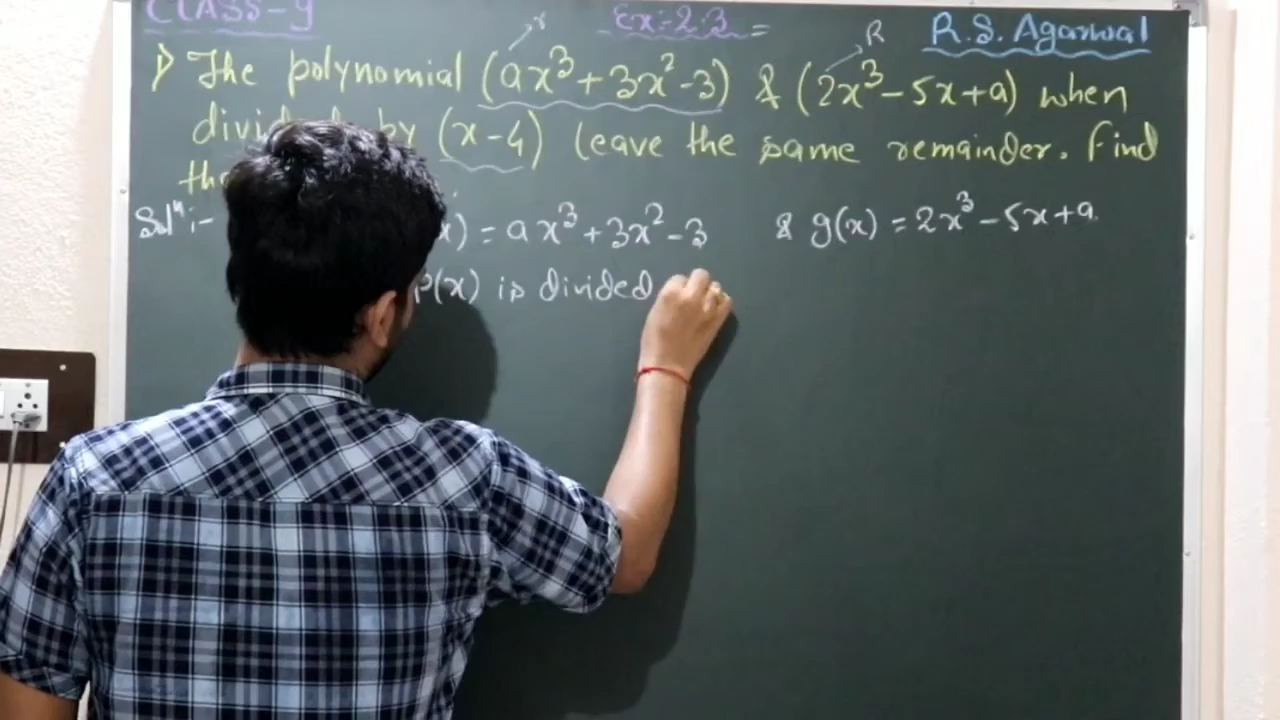 CLASS-9 Ex-2.3 = R.S. Agarwal
r R
The polynomial (ax³+3x²-3) & (2x³-5x+a) when
by (x-4) leave the same remainder. Find
Solⁿ:- x) = ax³+3x²-3 & g(x) = 2x³-5x+a
P(x) is divided